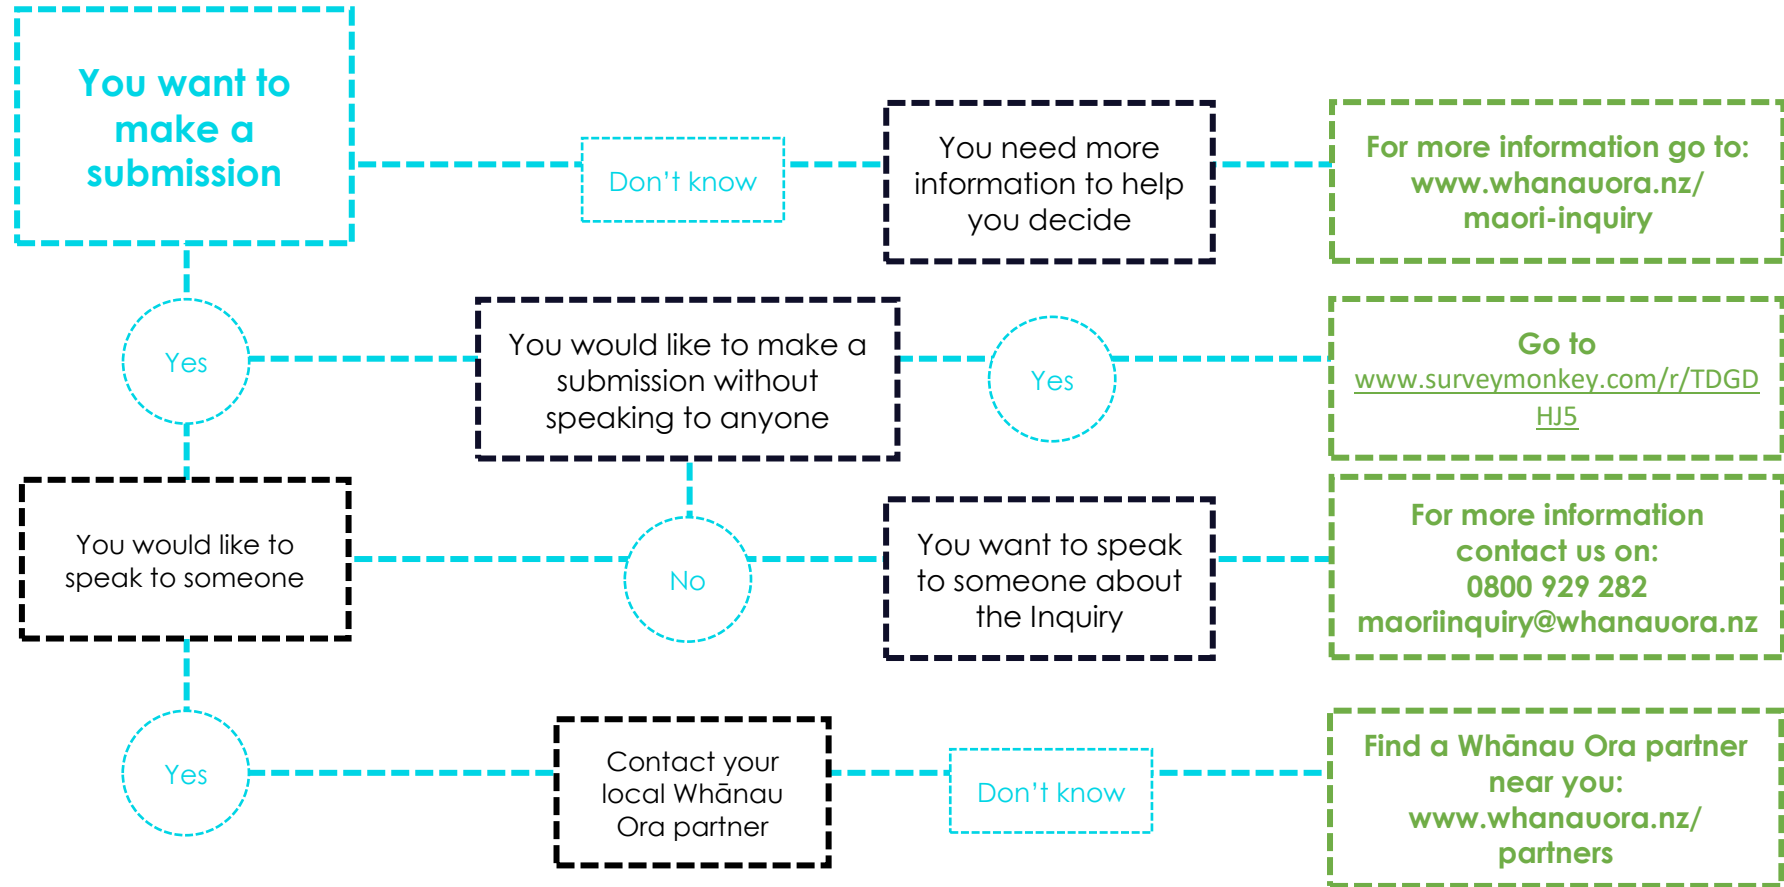 You want to
make a
submission
Don't know
You need more
information to help
you decide
For more information go to:
www.whanauora.nz/
maori-inquiry
Yes
You would like to make a
submission without
speaking to anyone
Yes
Go to
www.surveymonkey.com/r/TDGD
HJ5
You would like to
speak to someone
No
You want to speak
to someone about
the Inquiry
For more information
contact us on:
0800 929 282
maoriinquiry@whanauora.nz
Yes
Contact your
local Whānau
Ora partner
Don't know
Find a Whānau Ora partner
near you:
www.whanauora.nz/
partners